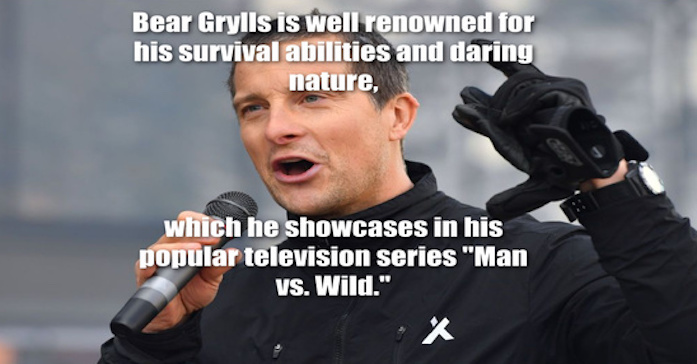 Bear Grylls is well renowned for
his survival abilities and daring
nature,
which he showcases in his
popular television series "Man
vs. Wild."